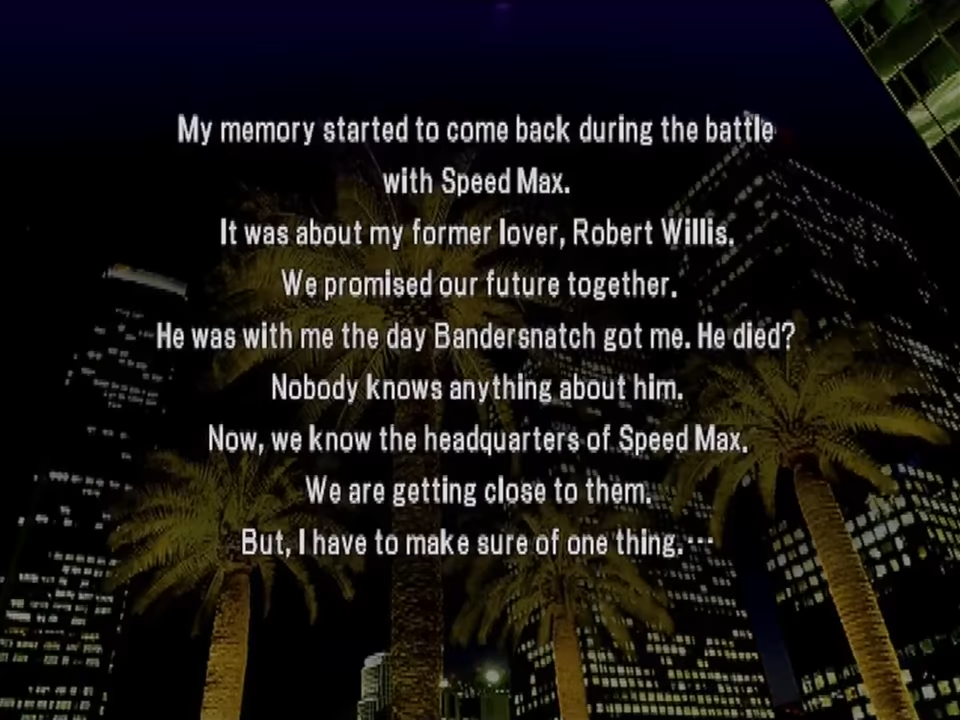 My memory started to come back during the battle
with Speed Max.
It was about my former lover, Robert Willis.
We promised our future together.
He was with me the day Bandersnatch got me. He died?
Nobody knows anything about him.
Now, we know the headquarters of Speed Max.
We are getting close to them.
But, I have to make sure of one thing.…